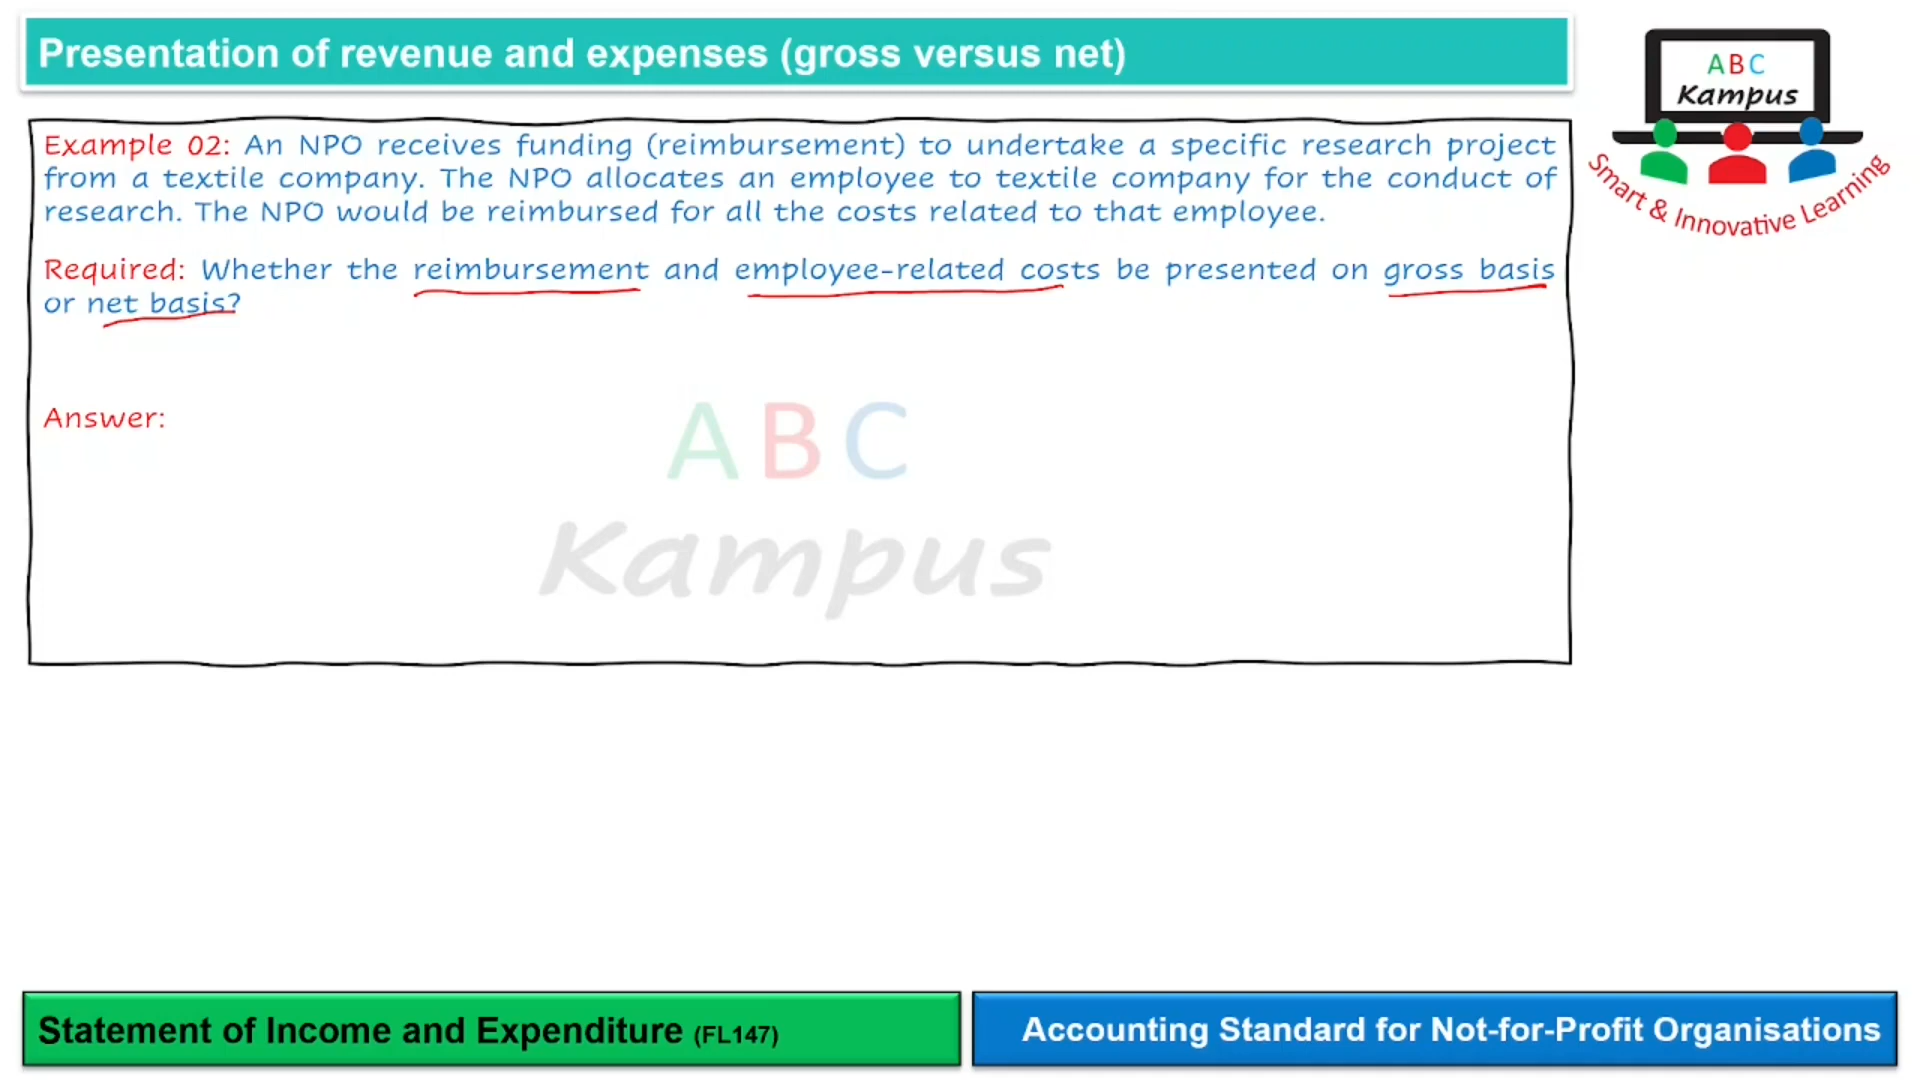 Presentation of revenue and expenses (gross versus net)
ABC
Kampus
Smart & Innovative Learning
Example 02: An NPO receives funding (reimbursement) to undertake a specific research project
from a textile company. The NPO allocates an employee to textile company for the conduct of
research. The NPO would be reimbursed for all the costs related to that employee.
Required: Whether the reimbursement and employee-related costs be presented on gross basis
or net basis?
Answer:
ABC
Kampus
Statement of Income and Expenditure (FL147)
Accounting Standard for Not-for-Profit Organisations